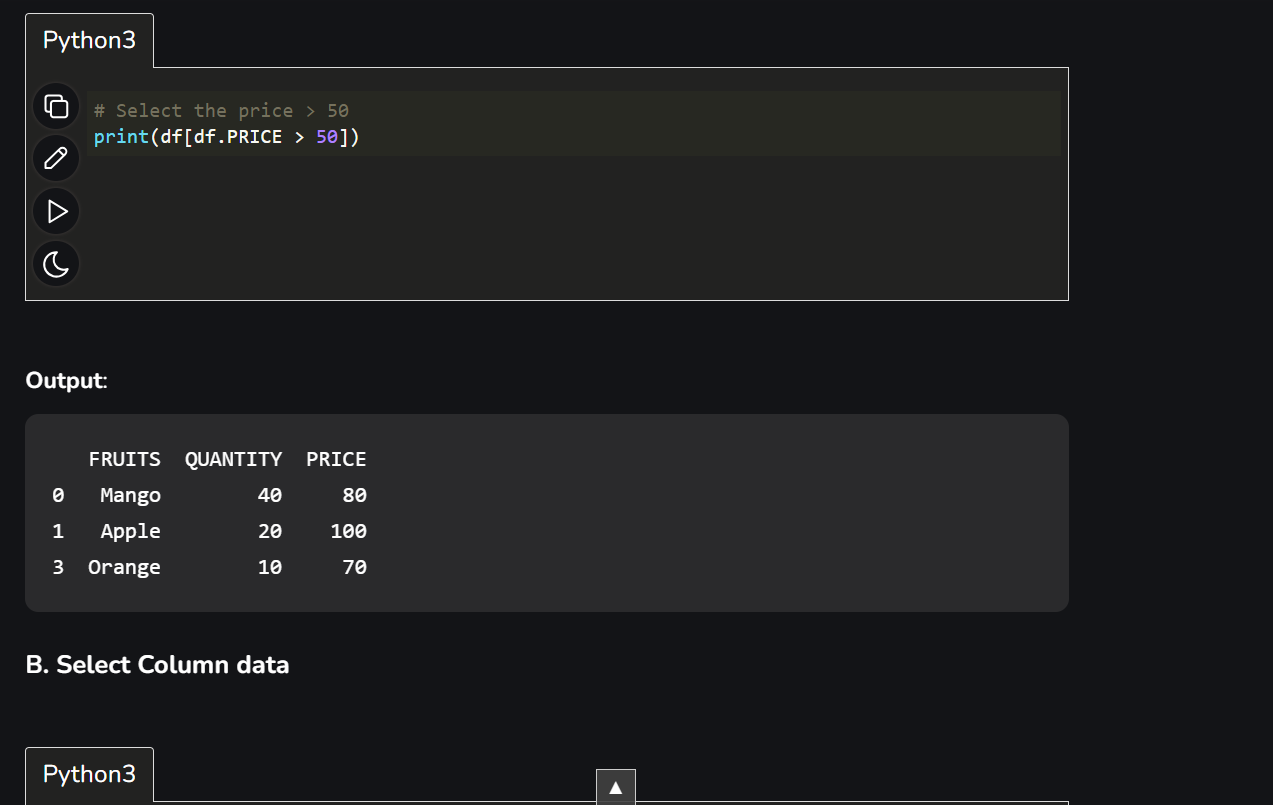 Python3
# Select the price > 50
print(df[df.PRICE > 50])
Output:
FRUITS QUANTITY PRICE
0 Mango 40 80
1 Apple 20 100
3 Orange 10 70
B. Select Column data
Python3